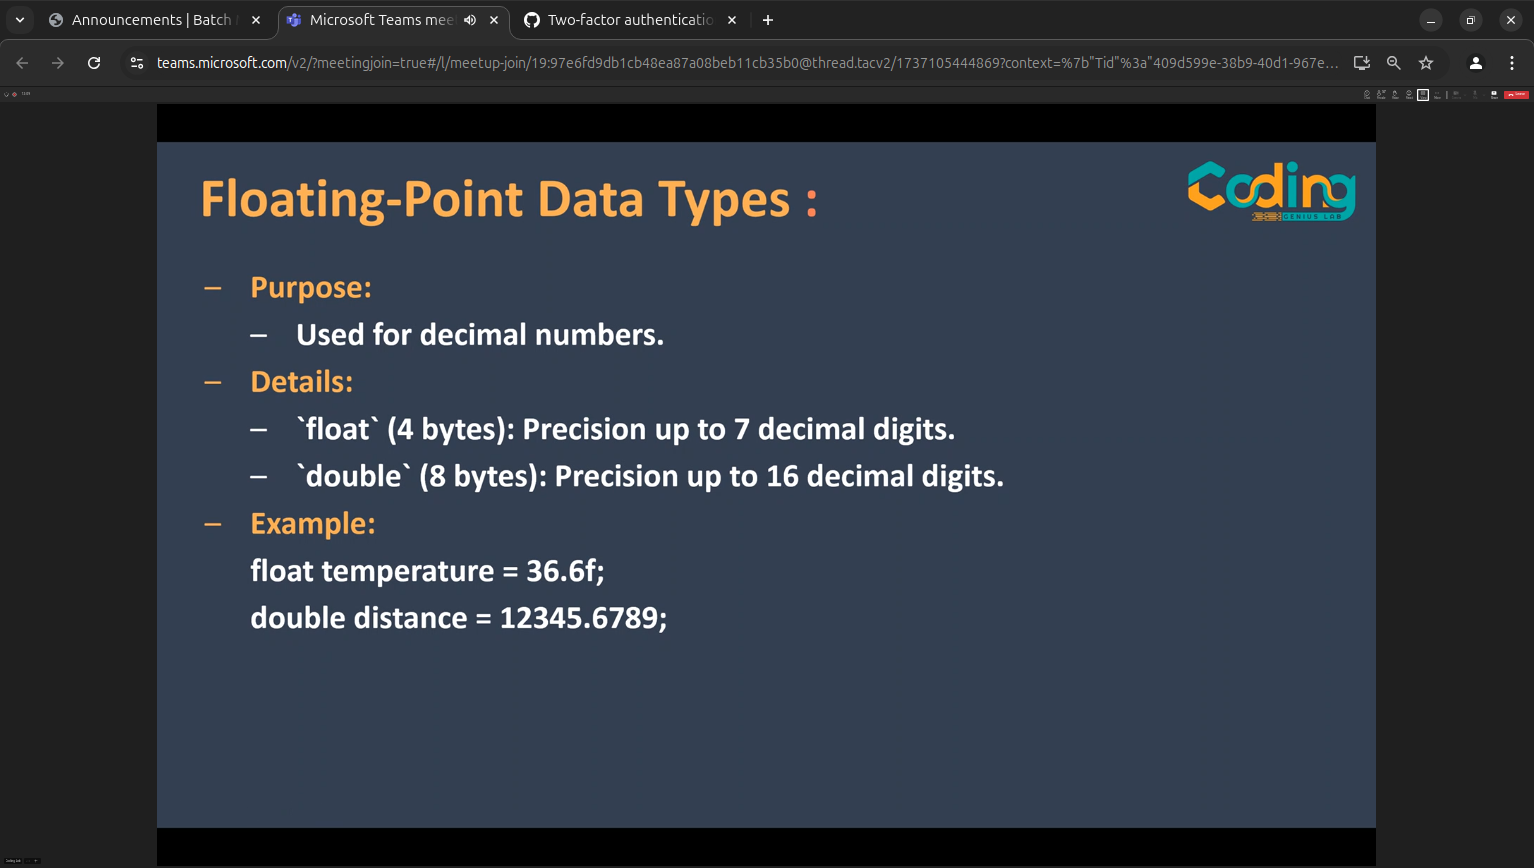 Announcements | Batch
Microsoft Teams mee
Two-factor authenticatio
teams.microsoft.com/v2/?meetingjoin=true#/l/meetup-join/19:97e6fd9db1cb48ea87a08beb11cb35b0@thread.tacv2/1737105444869?context=%7b"Tid"%3a"409d599e-38b9-40d1-967e...
Floating-Point Data Types :
Coding
GENIUS LAB
– Purpose:
– Used for decimal numbers.
– Details:
– `float` (4 bytes): Precision up to 7 decimal digits.
– `double` (8 bytes): Precision up to 16 decimal digits.
– Example:
float temperature = 36.6f;
double distance = 12345.6789;